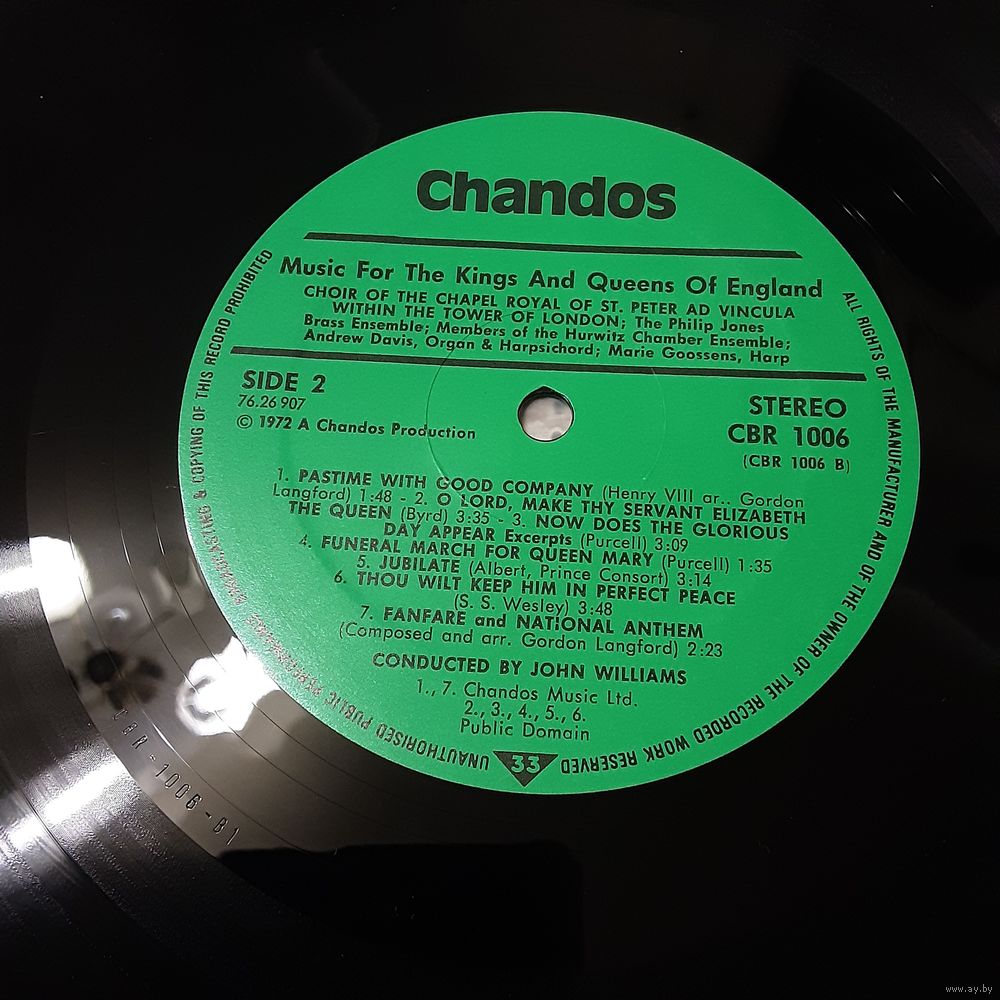 Chandos
Music For The Kings And Queens Of England
CHOIR OF THE CHAPEL ROYAL OF ST. PETER AD VINCULA
WITHIN THE TOWER OF LONDON; The Philip Jones
Brass Ensemble; Members of the Hurwitz Chamber Ensemble;
Andrew Davis, Organ & Harpsichord; Marie Goossens, Harp
SIDE 2
76.26 907
© 1972 A Chandos Production
STEREO
CBR 1006
(CBR 1006 B)
1. PASTIME WITH GOOD COMPANY (Henry VIII ar.. Gordon
Langford) 1:48 - 2. O LORD, MAKE THY SERVANT ELIZABETH
THE QUEEN (Byrd) 3:35 - 3. NOW DOES THE GLORIOUS
DAY APPEAR Excerpts (Purcell) 3:09
4. FUNERAL MARCH FOR QUEEN MARY (Purcell) 1:35
5. JUBILATE (Albert, Prince Consort) 3:14
6. THOU WILT KEEP HIM IN PERFECT PEACE
(S. S. Wesley) 3:48
7. FANFARE and NATIONAL ANTHEM
(Composed and arr. Gordon Langford) 2:23
CONDUCTED BY JOHN WILLIAMS
1., 7. Chandos Music Ltd.
2., 3., 4., 5., 6.
Public Domain
33
ALL RIGHTS OF THE MANUFACTURER AND OF THE OWNER OF THE RECORDED WORK RESERVED
UNAUTHORISED PUBLIC PERFORMANCE, BROADCASTING & COPYING OF THIS RECORD PROHIBITED
CBR-1006-B1
www.ay.by